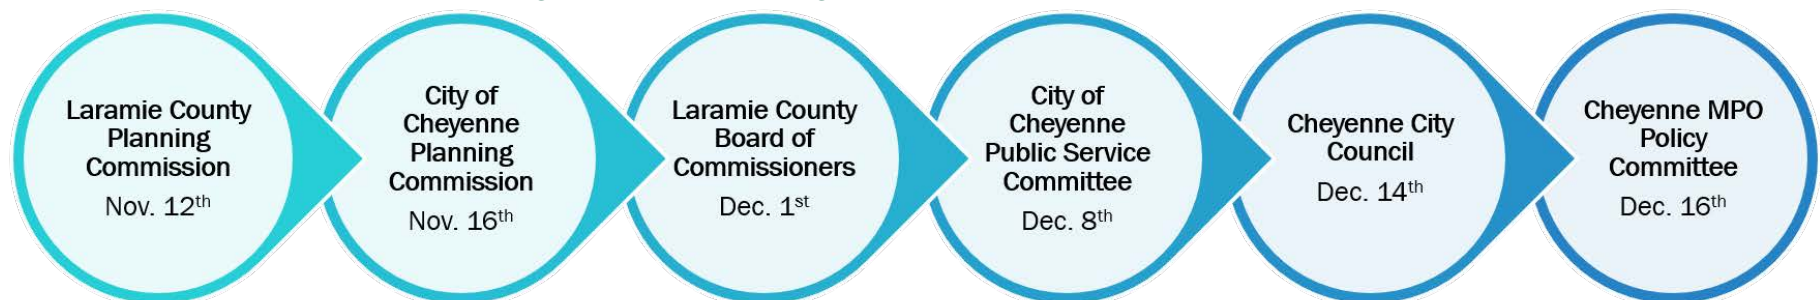 Laramie County
Planning
Commission
Nov. 12th
City of
Cheyenne
Planning
Commission
Nov. 16th
Laramie County
Board of
Commissioners
Dec. 1st
City of
Cheyenne
Public Service
Committee
Dec. 8th
Cheyenne City
Council
Dec. 14th
Cheyenne MPO
Policy
Committee
Dec. 16th